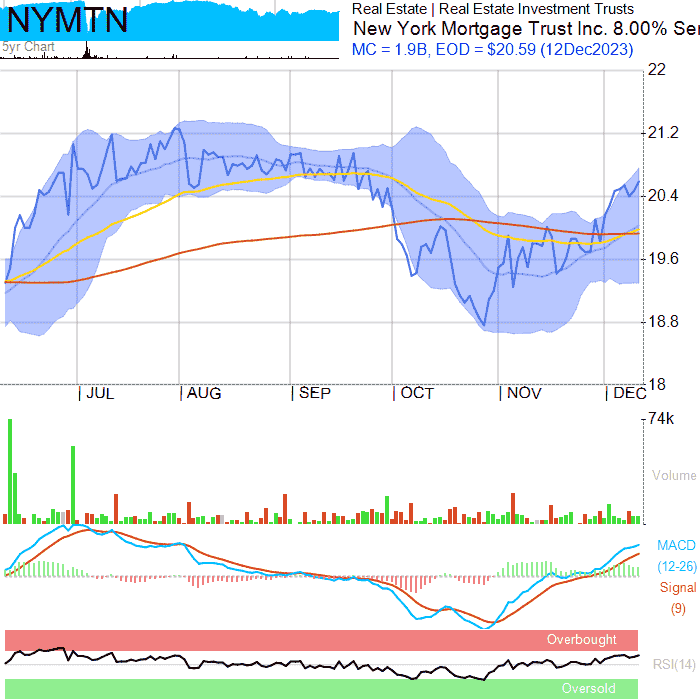 NYMTN
5yr Chart
Real Estate | Real Estate Investment Trusts
New York Mortgage Trust Inc. 8.00% Ser
MC = 1.9B, EOD = $20.59 (12Dec2023)
22
21.2
20.4
19.6
18.8
18
JUL
AUG
SEP
OCT
NOV
DEC
74k
Volume
MACD
(12-26)
Signal
(9)
Overbought
RSI(14)
Oversold